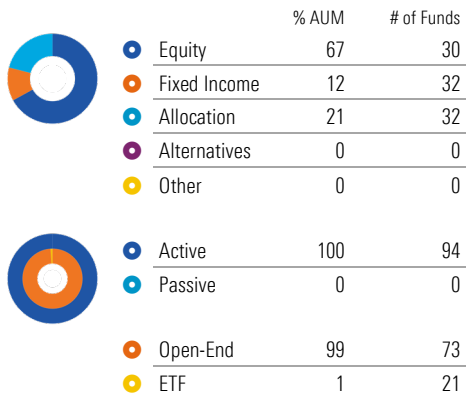 % AUM # of Funds
Equity 67 30
Fixed Income 12 32
Allocation 21 32
Alternatives 0 0
Other 0 0
Active 100 94
Passive 0 0
Open-End 99 73
ETF 1 21